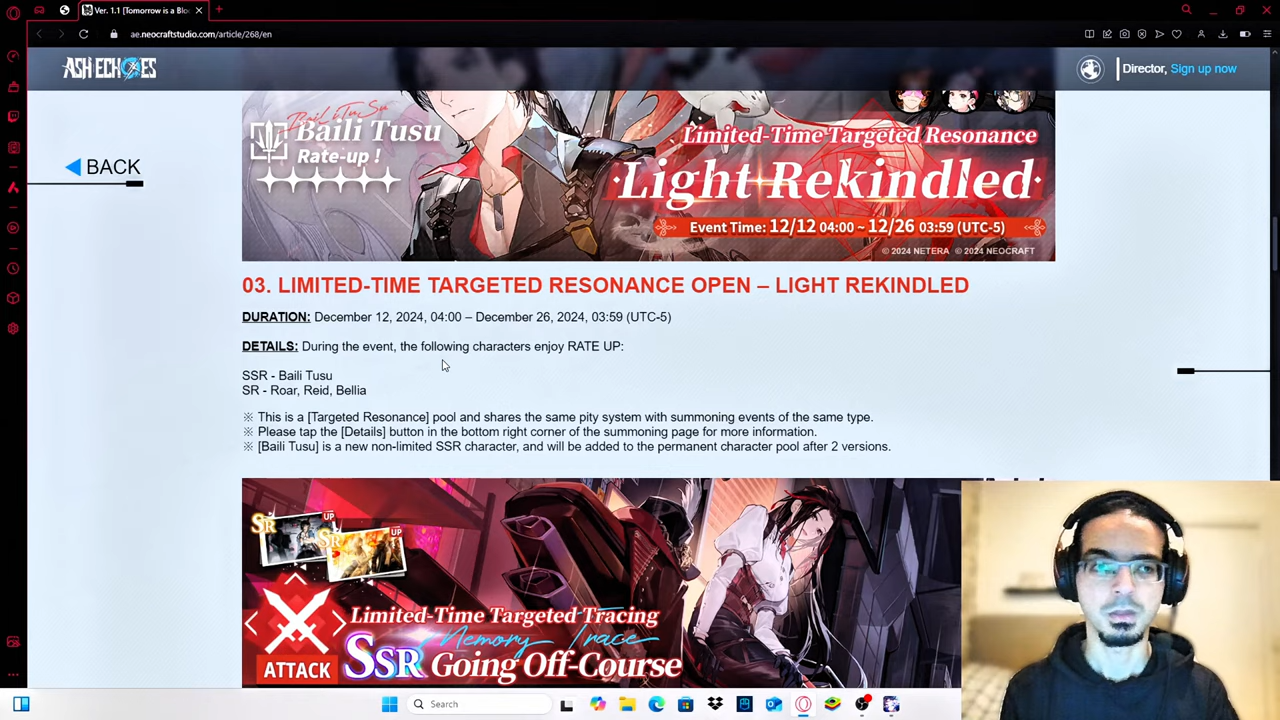 Ver. 1.1 [Tomorrow is a Blo
ae.neocraftstudio.com/article/268/en
ASH ECHOES
Director, Sign up now
BACK
BaiLiTuSu
Baili Tusu
Rate-up !
Limited-Time Targeted Resonance
Light Rekindled
Event Time: 12/12 04:00 ~ 12/26 03:59 (UTC-5)
© 2024 NETERA © 2024 NEOCRAFT
03. LIMITED-TIME TARGETED RESONANCE OPEN – LIGHT REKINDLED
DURATION: December 12, 2024, 04:00 – December 26, 2024, 03:59 (UTC-5)
DETAILS: During the event, the following characters enjoy RATE UP:
SSR - Baili Tusu
SR - Roar, Reid, Bellia
※ This is a [Targeted Resonance] pool and shares the same pity system with summoning events of the same type.
※ Please tap the [Details] button in the bottom right corner of the summoning page for more information.
※ [Baili Tusu] is a new non-limited SSR character, and will be added to the permanent character pool after 2 versions.
SR UP
SR UP
Limited-Time Targeted Tracing
Memory Trace
ATTACK
SSR Going Off-Course
Search